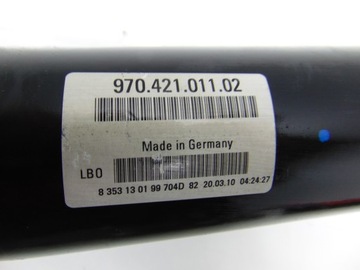 970.421.011.02
Made in Germany
LBO
8 353 13 01 99 704D 82 20.03.10 04:24:27